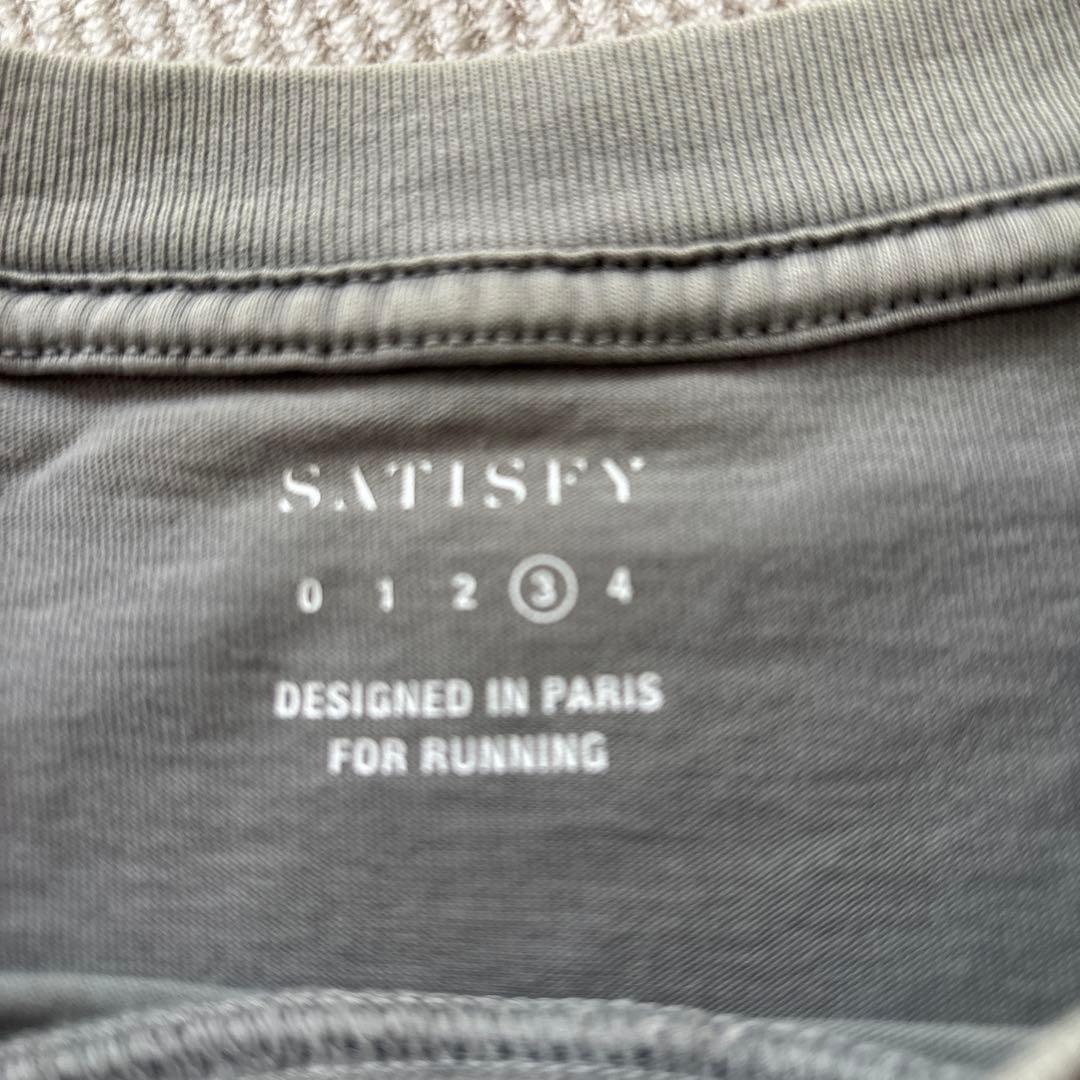 SATISFY
0 1 2 3 4
DESIGNED IN PARIS
FOR RUNNING